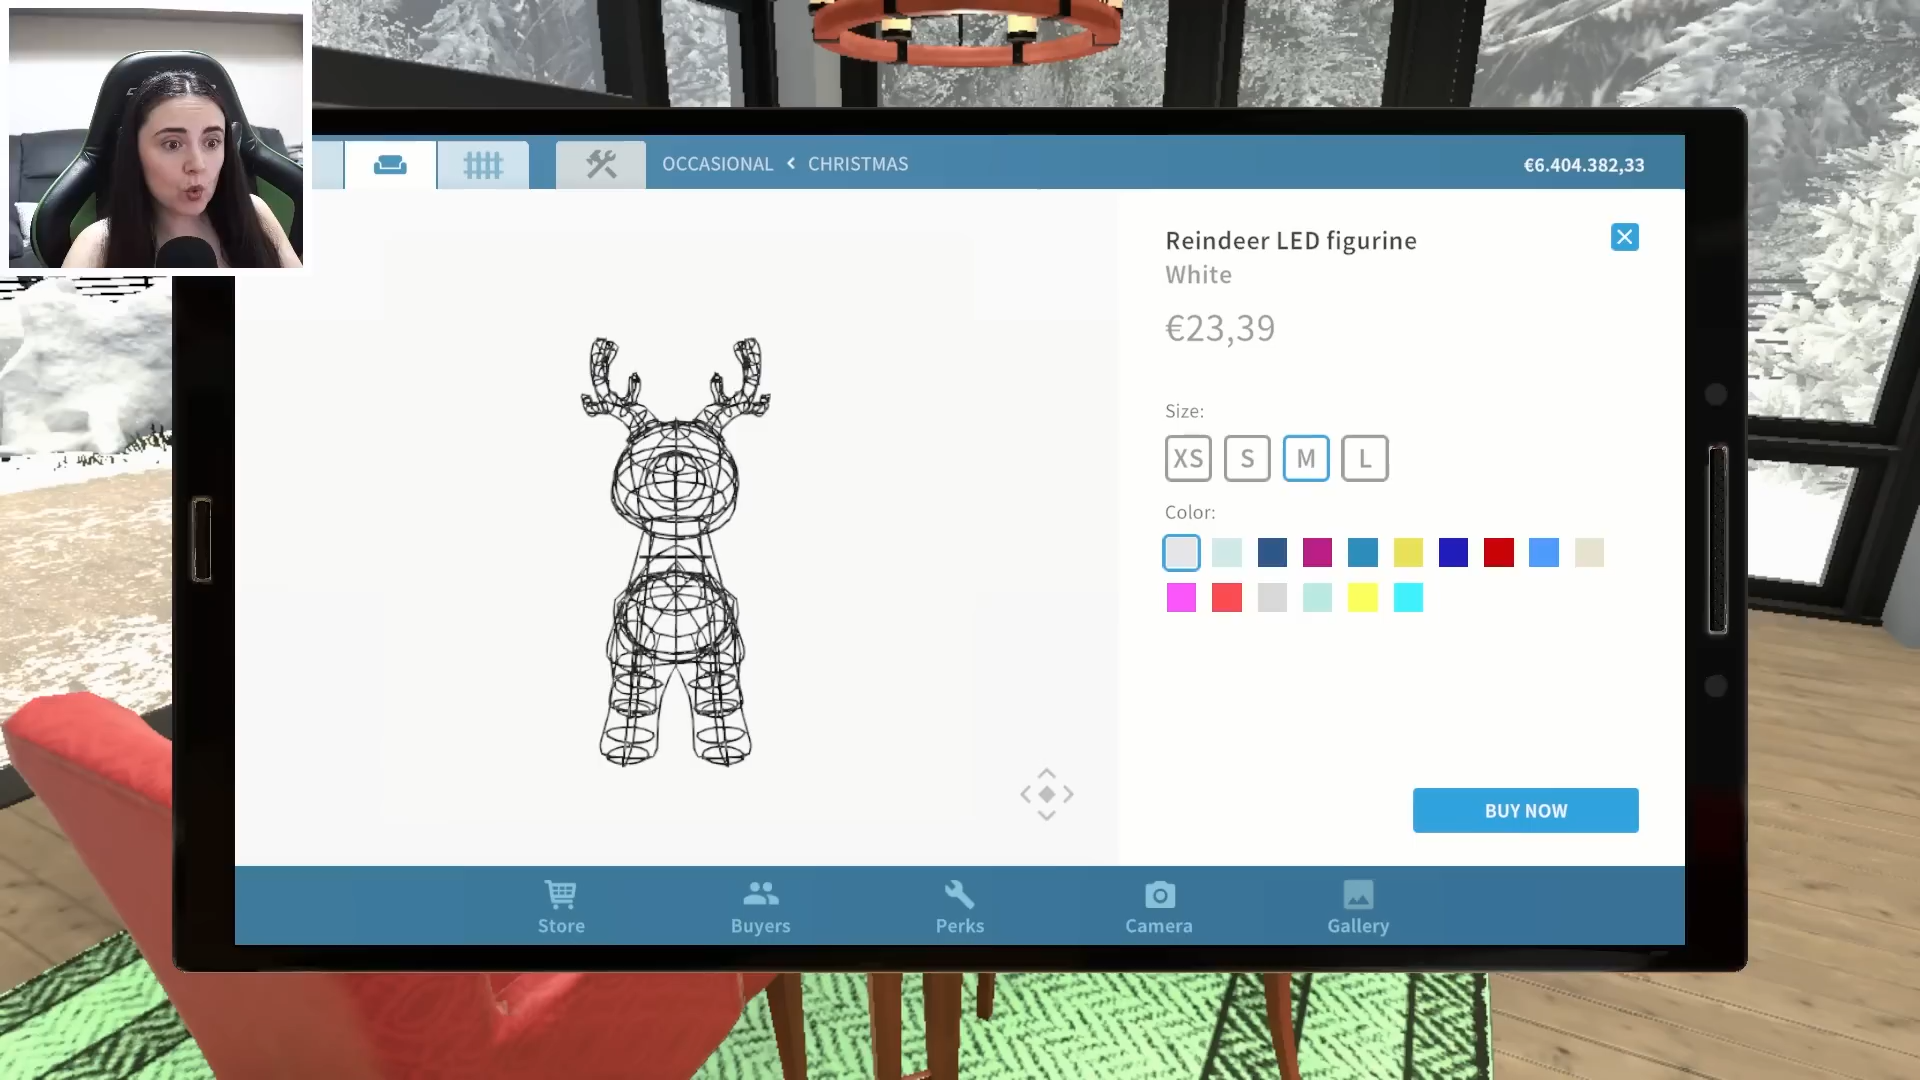 OCCASIONAL < CHRISTMAS
€6.404.382,33
Reindeer LED figurine
White
€23,39
Size:
XS S M L
Color:
BUY NOW
Store Buyers Perks Camera Gallery